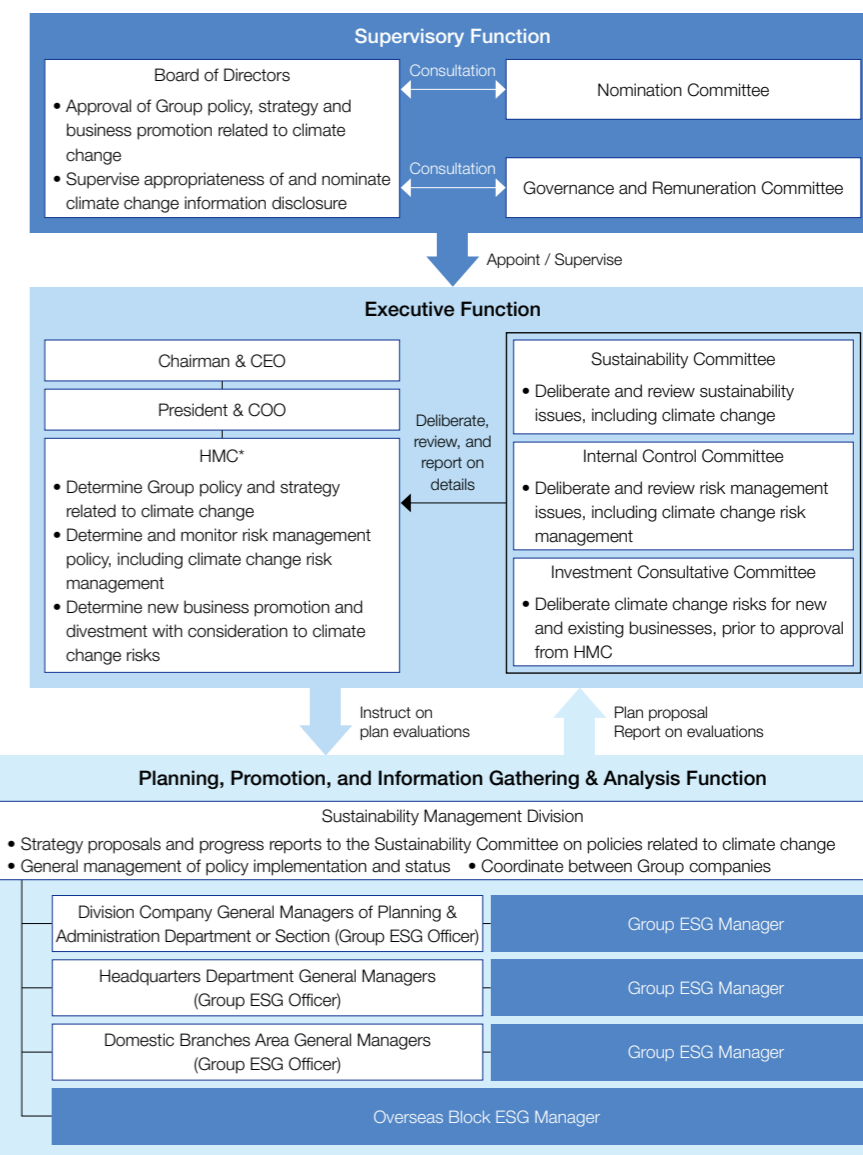 Supervisory Function
Board of Directors
• Approval of Group policy, strategy and
business promotion related to climate
change
• Supervise appropriateness of and nominate
climate change information disclosure
Consultation
Nomination Committee
Consultation
Governance and Remuneration Committee
Appoint / Supervise
Executive Function
Chairman & CEO
President & COO
HMC*
• Determine Group policy and strategy
related to climate change
• Determine and monitor risk management
policy, including climate change risk
management
• Determine new business promotion and
divestment with consideration to climate
change risks
Deliberate,
review, and
report on
details
Sustainability Committee
• Deliberate and review sustainability
issues, including climate change
Internal Control Committee
• Deliberate and review risk management
issues, including climate change risk
management
Investment Consultative Committee
• Deliberate climate change risks for new
and existing businesses, prior to approval
from HMC
Instruct on
plan evaluations
Plan proposal
Report on evaluations
Planning, Promotion, and Information Gathering & Analysis Function
Sustainability Management Division
• Strategy proposals and progress reports to the Sustainability Committee on policies related to climate change
• General management of policy implementation and status • Coordinate between Group companies
Division Company General Managers of Planning &
Administration Department or Section (Group ESG Officer)
Group ESG Manager
Headquarters Department General Managers
(Group ESG Officer)
Group ESG Manager
Domestic Branches Area General Managers
(Group ESG Officer)
Group ESG Manager
Overseas Block ESG Manager